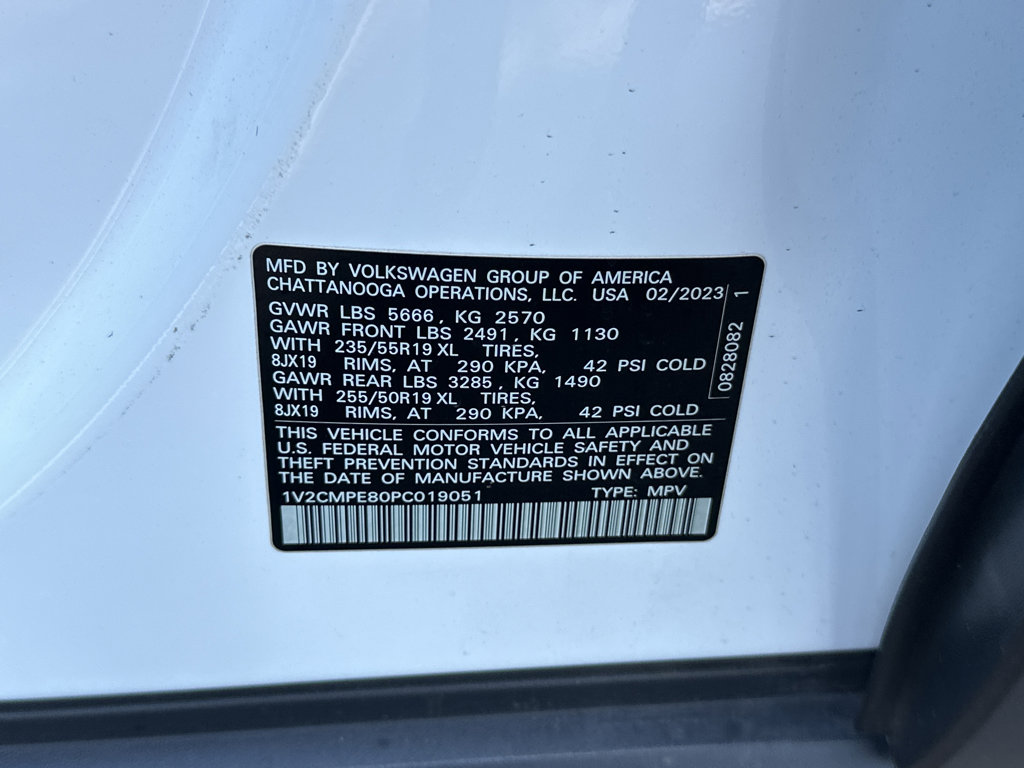 MFD BY VOLKSWAGEN GROUP OF AMERICA
CHATTANOOGA OPERATIONS, LLC. USA 02/2023
GVWR LBS 5666, KG 2570
GAWR FRONT LBS 2491, KG 1130
WITH 235/55R19 XL TIRES,
8JX19 RIMS, AT 290 KPA, 42 PSI COLD
GAWR REAR LBS 3285, KG 1490
WITH 255/50R19 XL TIRES,
8JX19 RIMS, AT 290 KPA, 42 PSI COLD
0828082 1
THIS VEHICLE CONFORMS TO ALL APPLICABLE
U.S. FEDERAL MOTOR VEHICLE SAFETY AND
THEFT PREVENTION STANDARDS IN EFFECT ON
THE DATE OF MANUFACTURE SHOWN ABOVE.
1V2CMPE80PC019051 TYPE: MPV